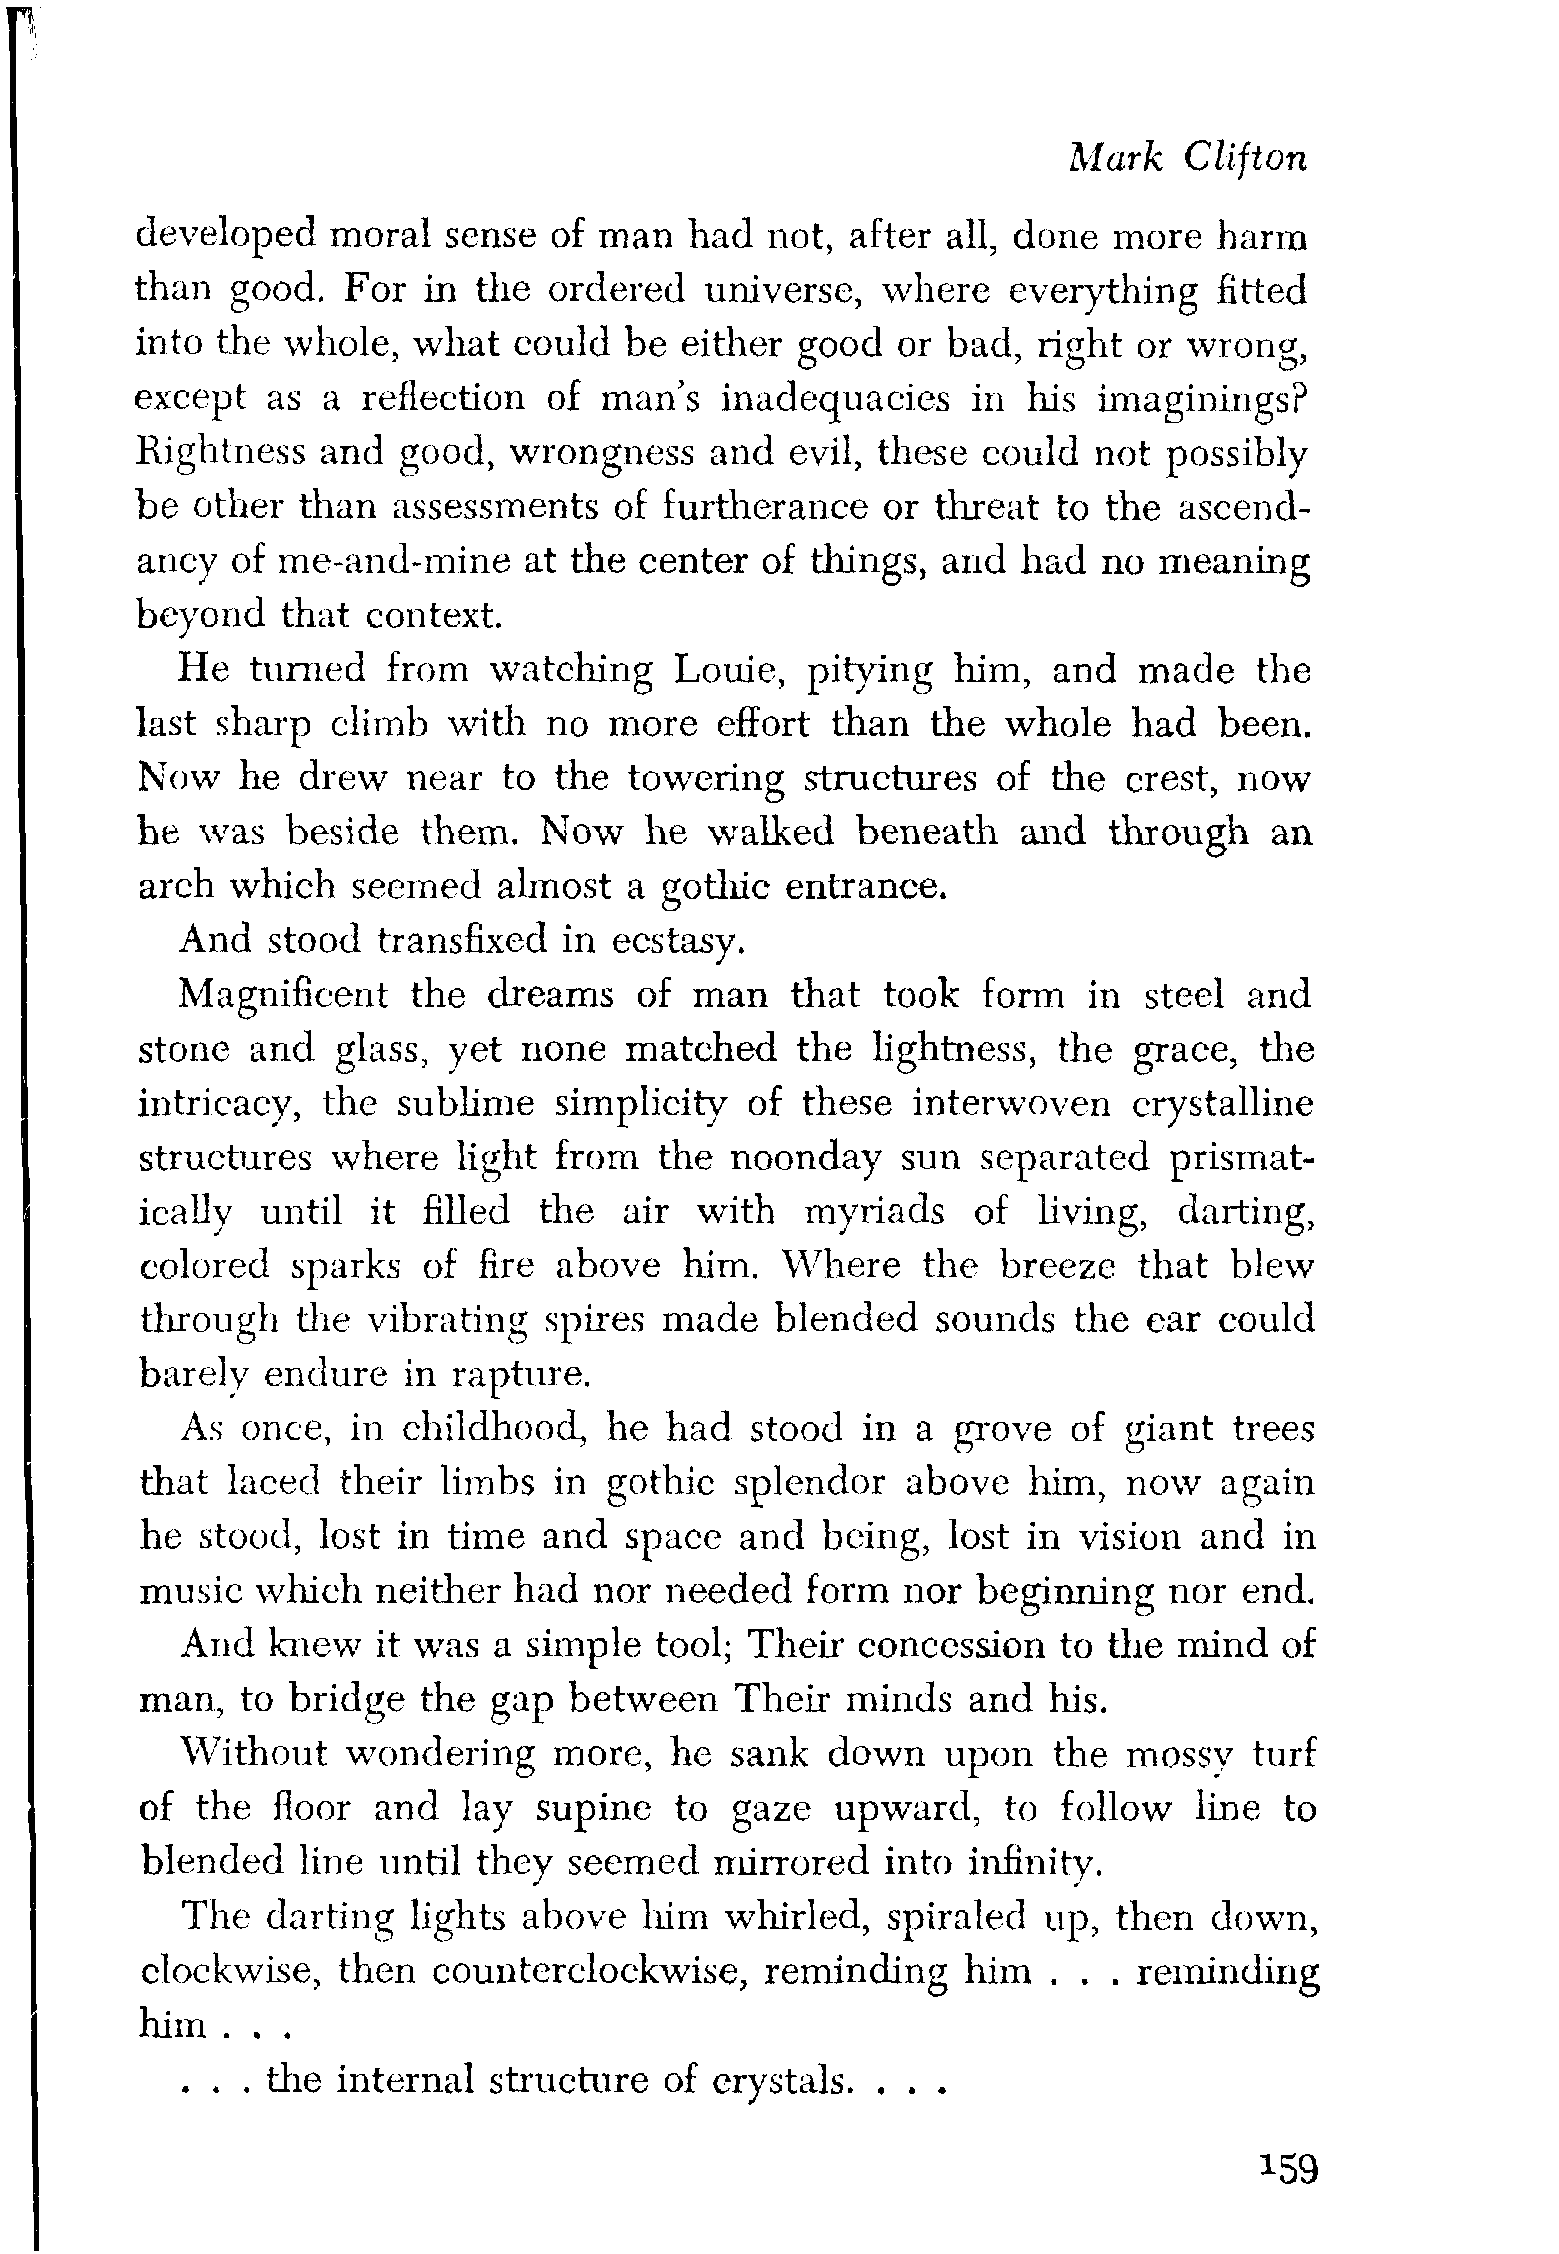 Mark Clifton
developed moral sense of man had not, after all, done more harm
than good. For in the ordered universe, where everything fitted
into the whole, what could be either good or bad, right or wrong,
except as a reflection of man's inadequacies in his imaginings?
Rightness and good, wrongness and evil, these could not possibly
be other than assessments of furtherance or threat to the ascend-
ancy of me-and-mine at the center of things, and had no meaning
beyond that context.
He turned from watching Louie, pitying him, and made the
last sharp climb with no more effort than the whole had been.
Now he drew near to the towering structures of the crest, now
he was beside them. Now he walked beneath and through an
arch which seemed almost a gothic entrance.
And stood transfixed in ecstasy.
Magnificent the dreams of man that took form in steel and
stone and glass, yet none matched the lightness, the grace, the
intricacy, the sublime simplicity of these interwoven crystalline
structures where light from the noonday sun separated prismat-
ically until it filled the air with myriads of living, darting,
colored sparks of fire above him. Where the breeze that blew
through the vibrating spires made blended sounds the ear could
barely endure in rapture.
As once, in childhood, he had stood in a grove of giant trees
that laced their limbs in gothic splendor above him, now again
he stood, lost in time and space and being, lost in vision and in
music which neither had nor needed form nor beginning nor end.
And knew it was a simple tool; Their concession to the mind of
man, to bridge the gap between Their minds and his.
Without wondering more, he sank down upon the mossy turf
of the floor and lay supine to gaze upward, to follow line to
blended line until they seemed mirrored into infinity.
The darting lights above him whirled, spiraled up, then down,
clockwise, then counterclockwise, reminding him . . . reminding
him . . .
. . . the internal structure of crystals. . . .
159